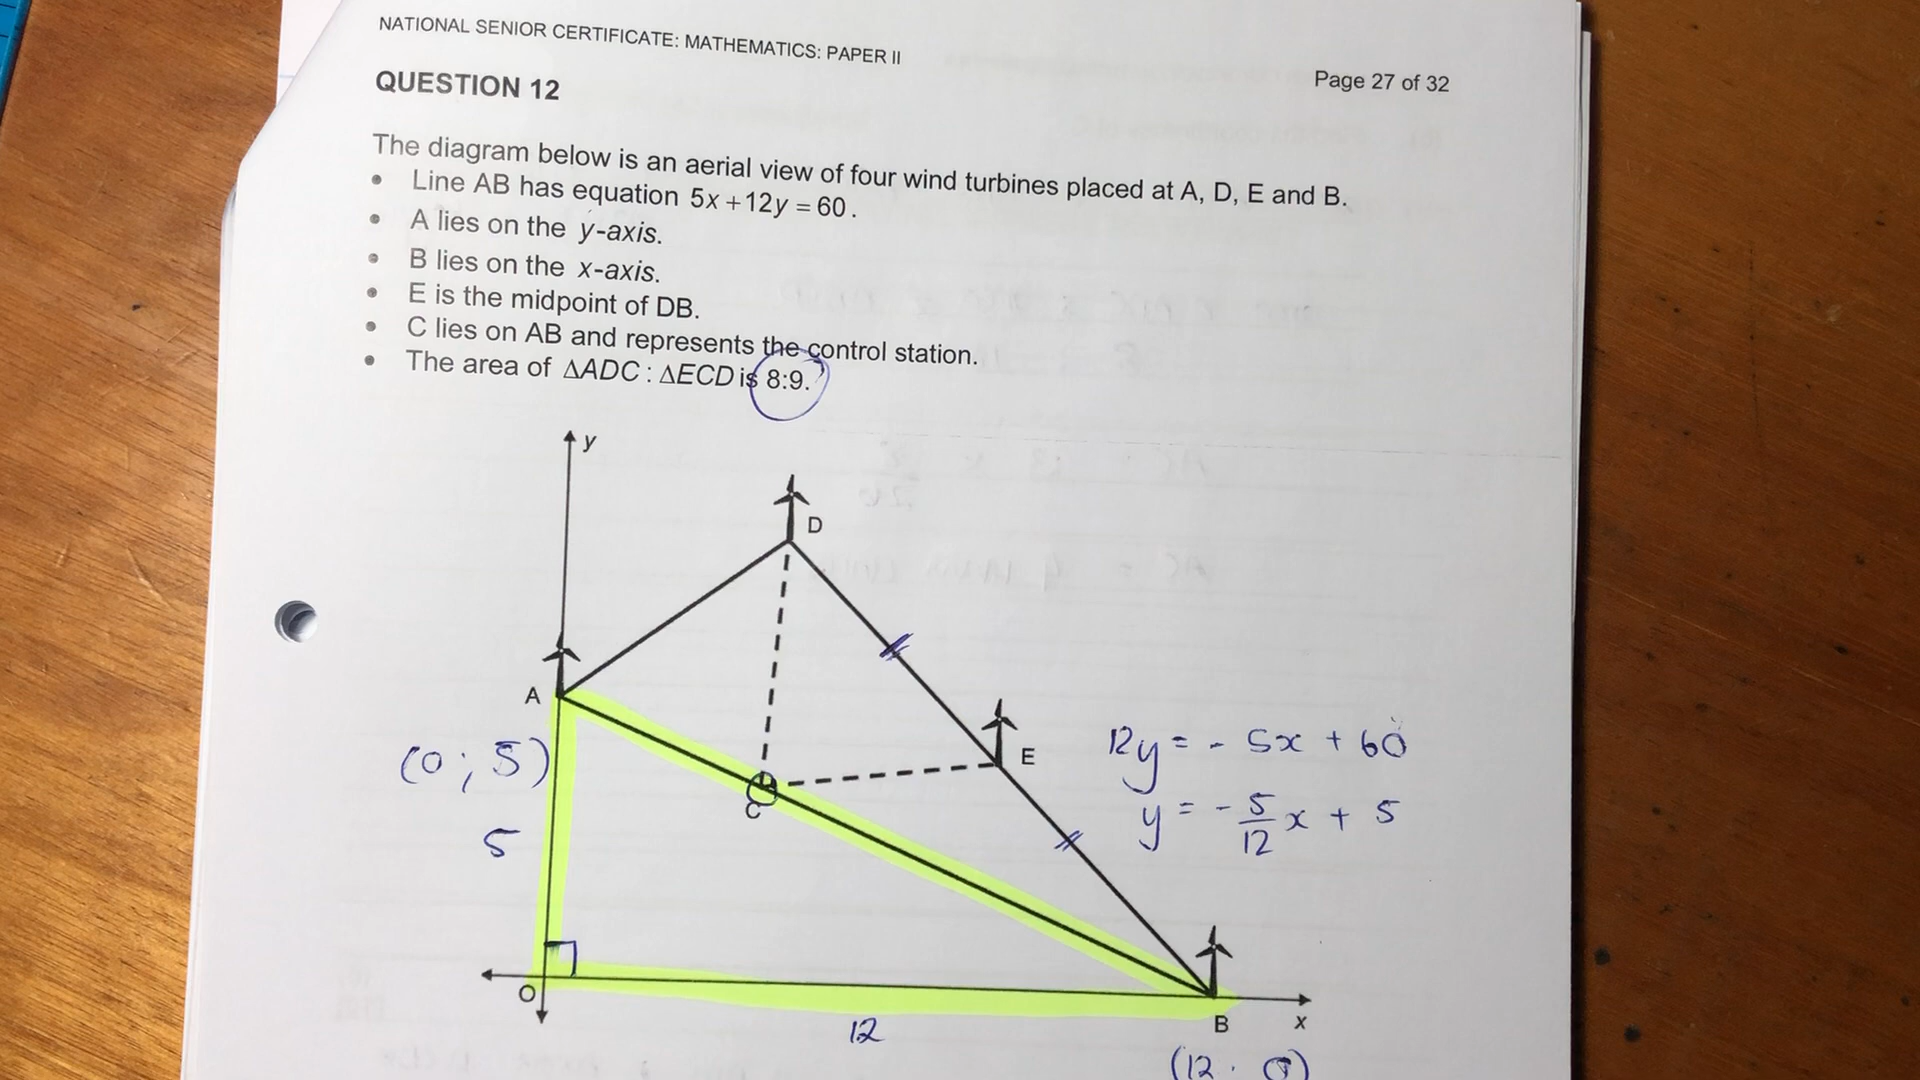 NATIONAL SENIOR CERTIFICATE: MATHEMATICS: PAPER II
Page 27 of 32
QUESTION 12
The diagram below is an aerial view of four wind turbines placed at A, D, E and B.
• Line AB has equation 5x + 12y = 60.
• A lies on the y-axis.
• B lies on the x-axis.
• E is the midpoint of DB.
• C lies on AB and represents the control station.
• The area of ΔADC : ΔECD is 8:9.
y
D
A
E
(0 ; 5)
12y = - 5x + 60
C
y = - 5/12 x + 5
5
O
B
x
12
(12 ; 0)